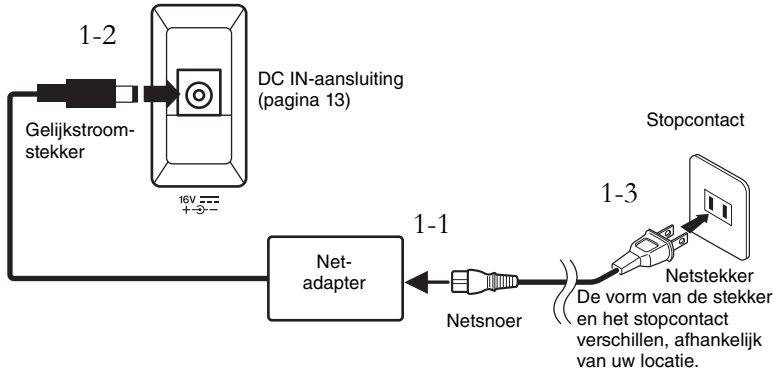 1-2
DC IN-aansluiting
(pagina 13)
Gelijkstroom-
stekker
16V
+ -
Stopcontact
1-3
1-1
Net-
adapter
Netsnoer
Netstekker
De vorm van de stekker
en het stopcontact
verschillen, afhankelijk
van uw locatie.